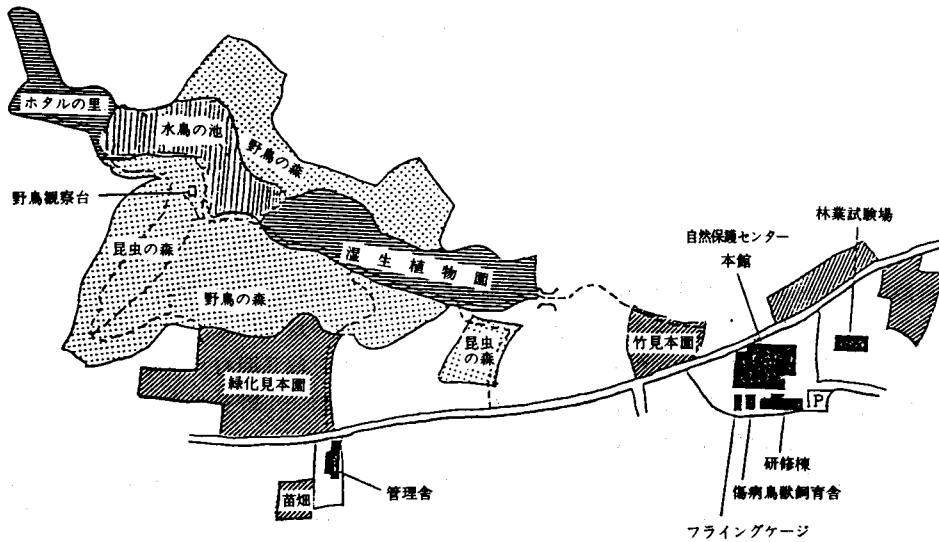 ホタルの里
水鳥の池
野鳥の森
野鳥観察台
昆虫の森
湿生植物園
野鳥の森
昆虫
の森
緑化見本園
竹見本園
自然保護センター
本館
林業試験場
P
研修棟
傷病鳥獣飼育舎
フライングケージ
管理舎
苗畑